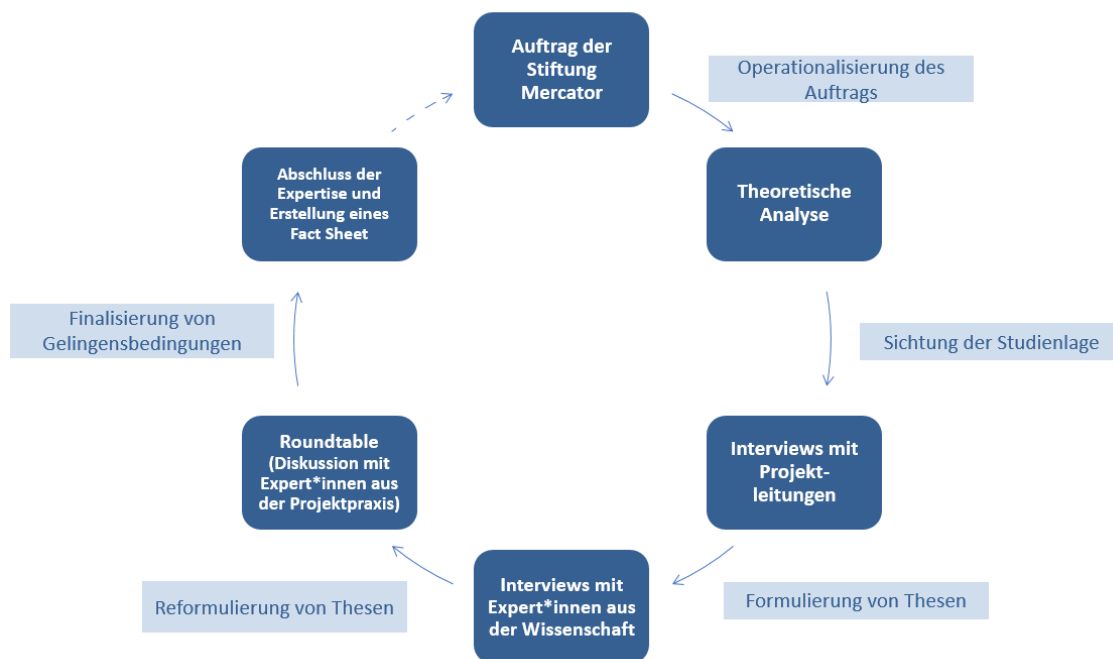 Auftrag der
Stiftung
Mercator
Operationalisierung des
Auftrags
Theoretische
Analyse
Sichtung der Studienlage
Interviews mit
Projekt-
leitungen
Formulierung von Thesen
Interviews mit
Expert*innen aus
der Wissenschaft
Reformulierung von Thesen
Roundtable
(Diskussion mit
Expert*innen aus
der Projektpraxis)
Finalisierung von
Gelingensbedingungen
Abschluss der
Expertise und
Erstellung eines
Fact Sheet